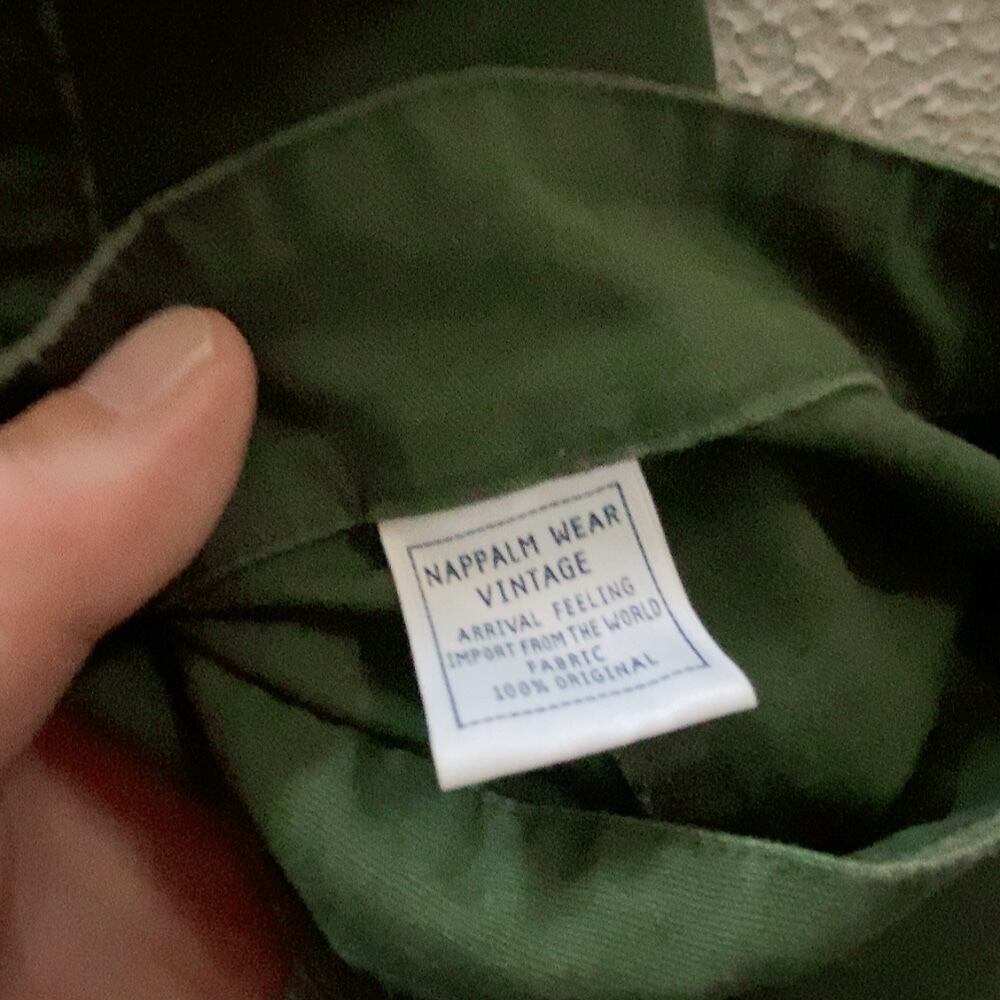 NAPPALM WEAR
VINTAGE
ARRIVAL FEELING
IMPORT FROM THE WORLD
FABRIC
100% ORIGINAL